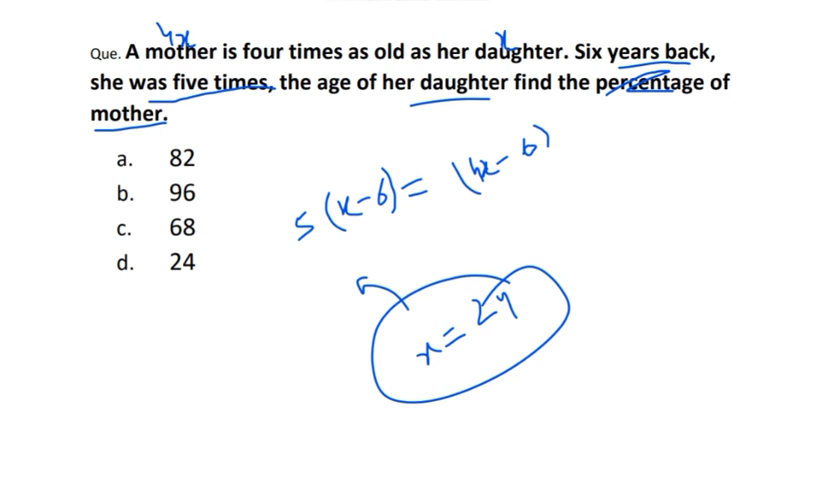 4x x
Que. A mother is four times as old as her daughter. Six years back,
she was five times, the age of her daughter find the percentage of
mother.
a. 82
b. 96
c. 68
d. 24
5(x-6)= (4x-6)
x=24